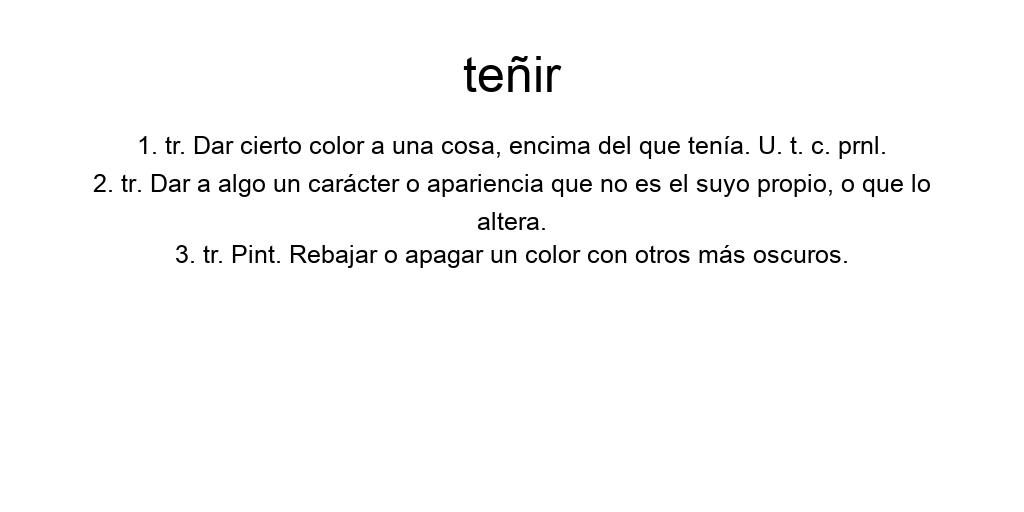 teñir
1. tr. Dar cierto color a una cosa, encima del que tenía. U. t. c. prnl.
2. tr. Dar a algo un carácter o apariencia que no es el suyo propio, o que lo
altera.
3. tr. Pint. Rebajar o apagar un color con otros más oscuros.